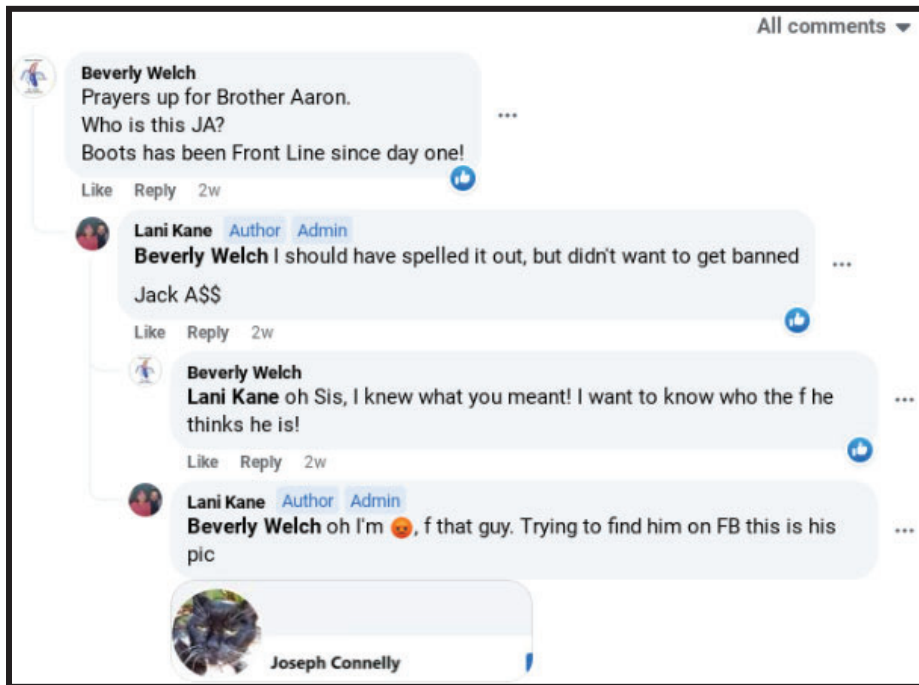 All comments
Beverly Welch
Prayers up for Brother Aaron.
Who is this JA?
Boots has been Front Line since day one!
Like Reply 2w
Lani Kane Author Admin
Beverly Welch I should have spelled it out, but didn't want to get banned
Jack A$$
Like Reply 2w
Beverly Welch
Lani Kane oh Sis, I knew what you meant! I want to know who the f he
thinks he is!
Like Reply 2w
Lani Kane Author Admin
Beverly Welch oh I'm 😡, f that guy. Trying to find him on FB this is his
pic
Joseph Connelly